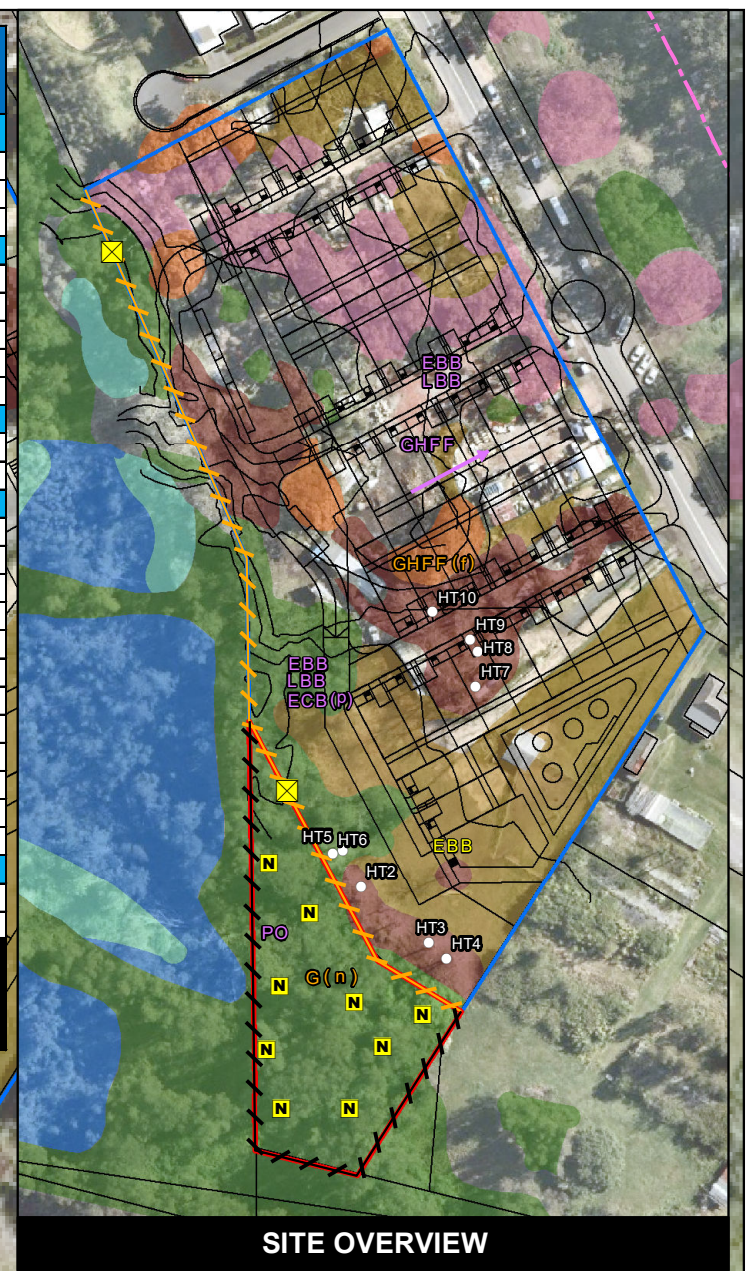 EBB
LBB
GHFF
GHFF (f)
HT10
HT9
HT8
HT7
EBB
LBB
ECB(p)
HT5
HT6
EBB
N
HT2
N
PO
HT3
HT4
G(n)
N
N
N
N
N
N
N
SITE OVERVIEW